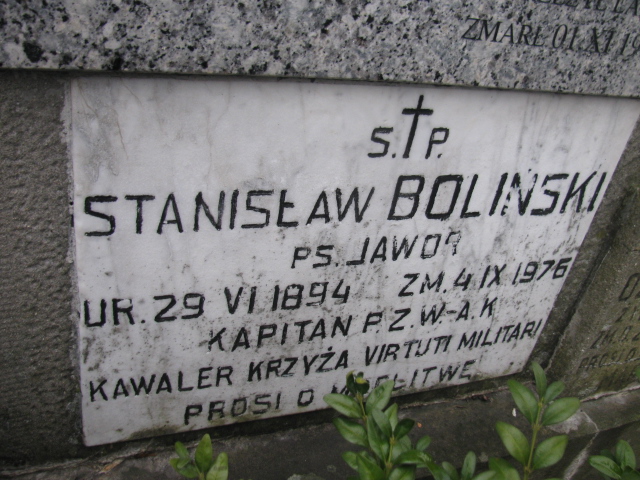 ZMARŁ 01.XI.19
S.†P.
STANISŁAW BOLIŃSKI
PS. JAWOR
UR. 29 VI 1894 ZM. 4 IX 1976
KAPITAN P.Z.W.-A.K
KAWALER KRZYŻA VIRTUTI MILITARI
PROSI O MODLITWĘ